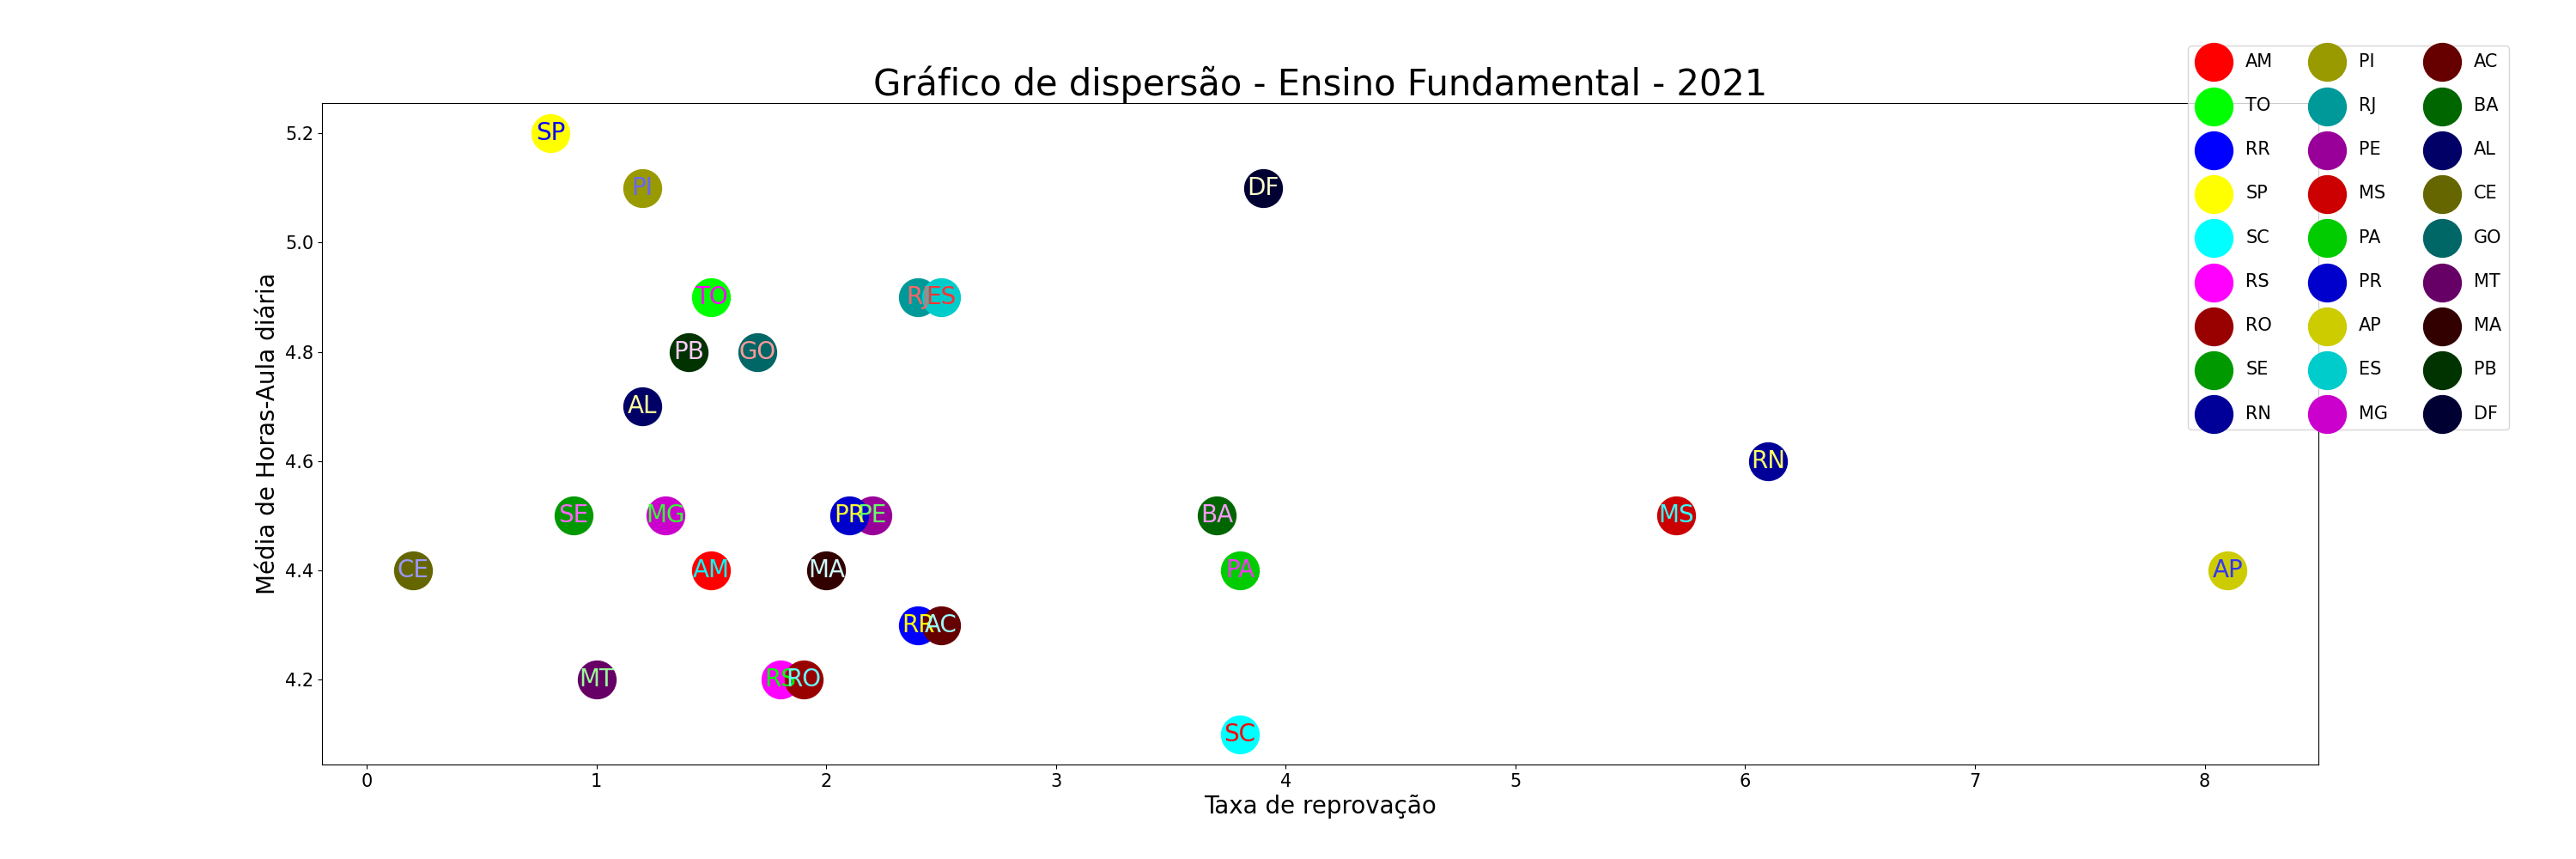 Gráfico de dispersão - Ensino Fundamental - 2021
AM PI AC
TO RJ BA
RR PE AL
SP MS CE
SC PA GO
RS PR MT
RO AP MA
SE ES PB
RN MG DF
Média de Horas-Aula diária
5.2
5.0
4.8
4.6
4.4
4.2
SP
PI DF
TO RJ ES
PB GO
AL
RN
SE MG PR PE BA MS
CE AM MA PA AP
RR AC
MT RS RO
SC
0 1 2 3 4 5 6 7 8
Taxa de reprovação